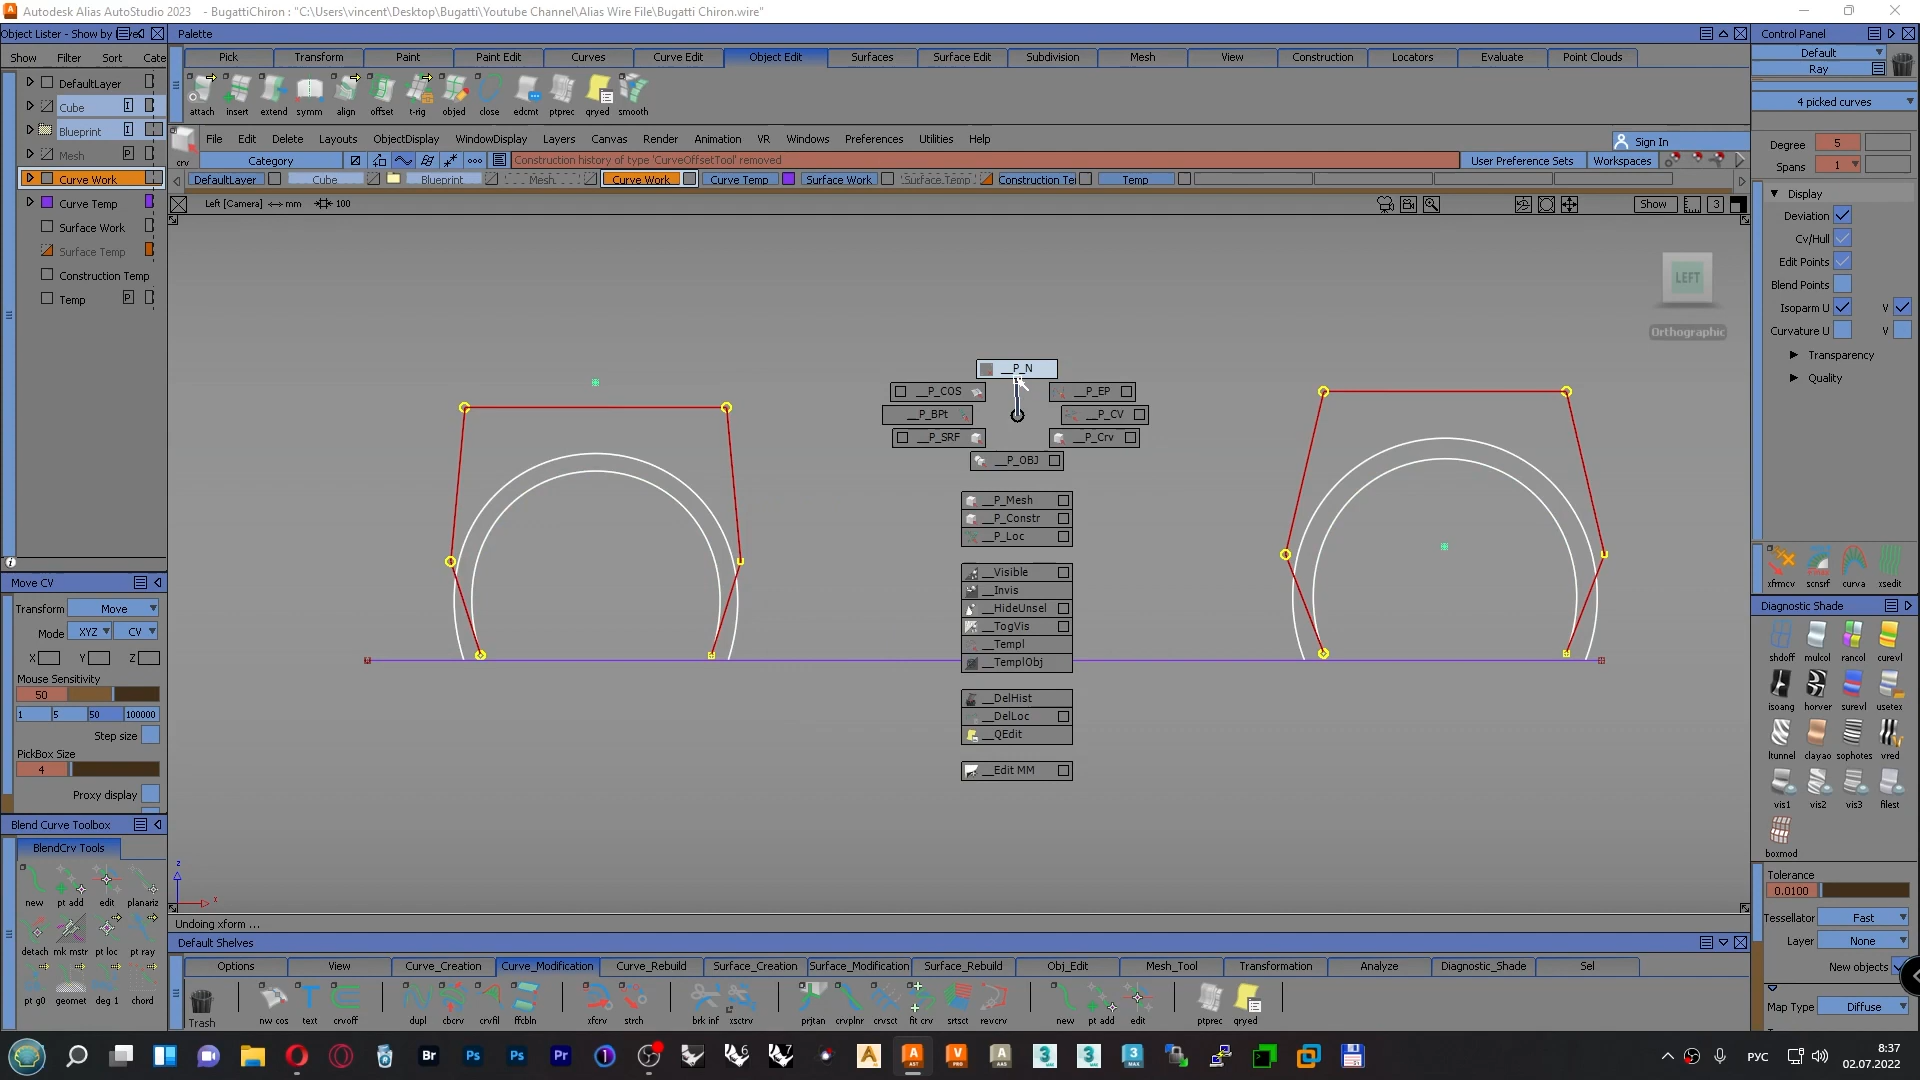 Autodesk Alias AutoStudio 2023 - BugattiChiron : "C:\Users\vincent\Desktop\Bugatti\Youtube Channel\Alias Wire File\Bugatti Chiron.wire"
Object Lister - Show by
Palette
Control Panel
Show Filter Sort Cate
Pick Transform Paint Paint Edit Curves Curve Edit Object Edit Surfaces Surface Edit Subdivision Mesh View Construction Locators Evaluate Point Clouds
Default
Ray
4 picked curves
attach insert extend symm align offset t-rig objed close edcmt ptprec qryed smooth
File Edit Delete Layouts ObjectDisplay WindowDisplay Layers Canvas Render Animation VR Windows Preferences Utilities Help
Sign In
crv Category Construction history of type 'CurveOffsetTool' removed User Preference Sets Workspaces
DefaultLayer Cube Blueprint Mesh Curve Work Curve Temp Surface Work Surface Temp Construction Te Temp
Left [Camera] <-> mm 100
Show 3
DefaultLayer
Cube I
Blueprint I
Mesh P
Curve Work
Curve Temp
Surface Work
Surface Temp
Construction Temp
Temp P
Degree 5
Spans 1
Display
Deviation
Cv/Hull
Edit Points
Blend Points
Isoparm U V
Curvature U V
Transparency
Quality
LEFT
Orthographic
__P_N
__P_COS
__P_EP
__P_BPt
__P_CV
__P_SRF
__P_Crv
__P_OBJ
__P_Mesh
__P_Constr
__P_Loc
__Visible
__Invis
__HideUnsel
__TogVis
__Templ
__TemplObj
__DelHist
__DelLoc
__QEdit
__Edit MM
Move CV
Transform Move
Mode XYZ CV
X Y Z
Mouse Sensitivity
50
1 5 50 100000
Step size
PickBox Size
4
Proxy display
Blend Curve Toolbox
BlendCrv Tools
new pt add edit planariz
detach mk mstr pt loc pt ray
pt g0 geomet deg 1 chord
xfrmcv scnsrf curva xsedit
Diagnostic Shade
shdoff mulcol rancol curevl
isoang horver surevl usetex
ltunnel clayao sophotes vred
vis1 vis2 vis3 filest
boxmod
Tolerance
0.0100
Tessellator Fast
Layer None
New objects
Map Type Diffuse
z
x
Undoing xform ...
Default Shelves
Options View Curve_Creation Curve_Modification Curve_Rebuild Surface_Creation Surface_Modification Surface_Rebuild Obj_Edit Mesh_Tool Transformation Analyze Diagnostic_Shade Sel
Trash nw cos text crvoff dupl cbcrv crvfil ffcbln xfcrv strch brk inf xsctrv prjtan crvplnr crvsct fit crv srtsct revcrv new pt add edit ptprec qryed
Br Ps Ps Pr
РУС
8:37
02.07.2022